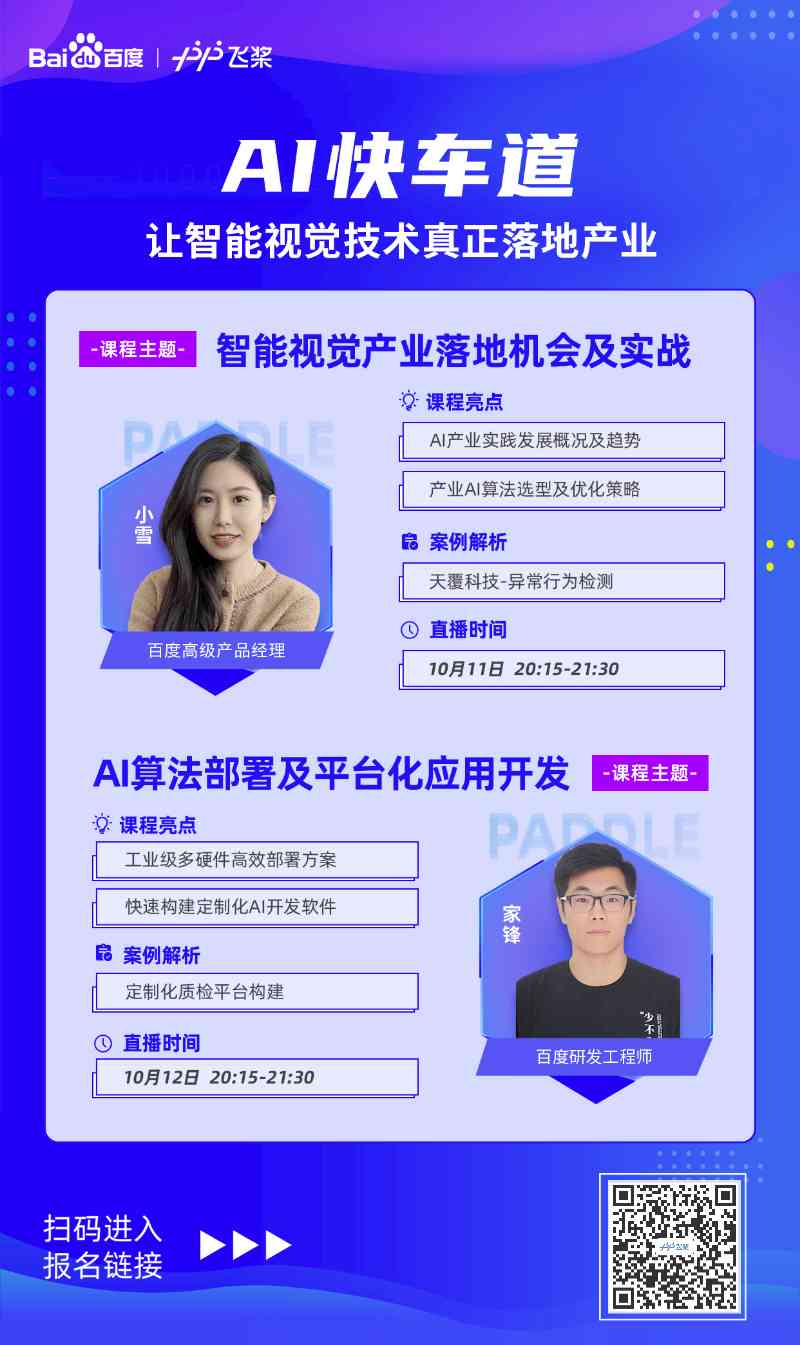 Bai du 百度 | 飞桨
AI快车道
让智能视觉技术真正落地产业
-课程主题-
智能视觉产业落地机会及实战
PADDLE
小雪
百度高级产品经理
课程亮点
AI产业实践发展概况及趋势
产业AI算法选型及优化策略
案例解析
天覆科技-异常行为检测
直播时间
10月11日 20:15-21:30
AI算法部署及平台化应用开发
-课程主题-
课程亮点
工业级多硬件高效部署方案
快速构建定制化AI开发软件
案例解析
定制化质检平台构建
直播时间
10月12日 20:15-21:30
PADDLE
家锋
少不
百度研发工程师
扫码进入
报名链接
飞桨